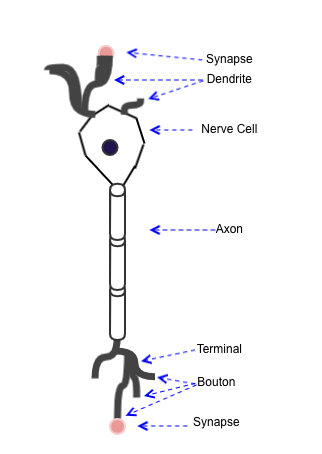 Synapse
Dendrite
Nerve Cell
Axon
Terminal
Bouton
Synapse